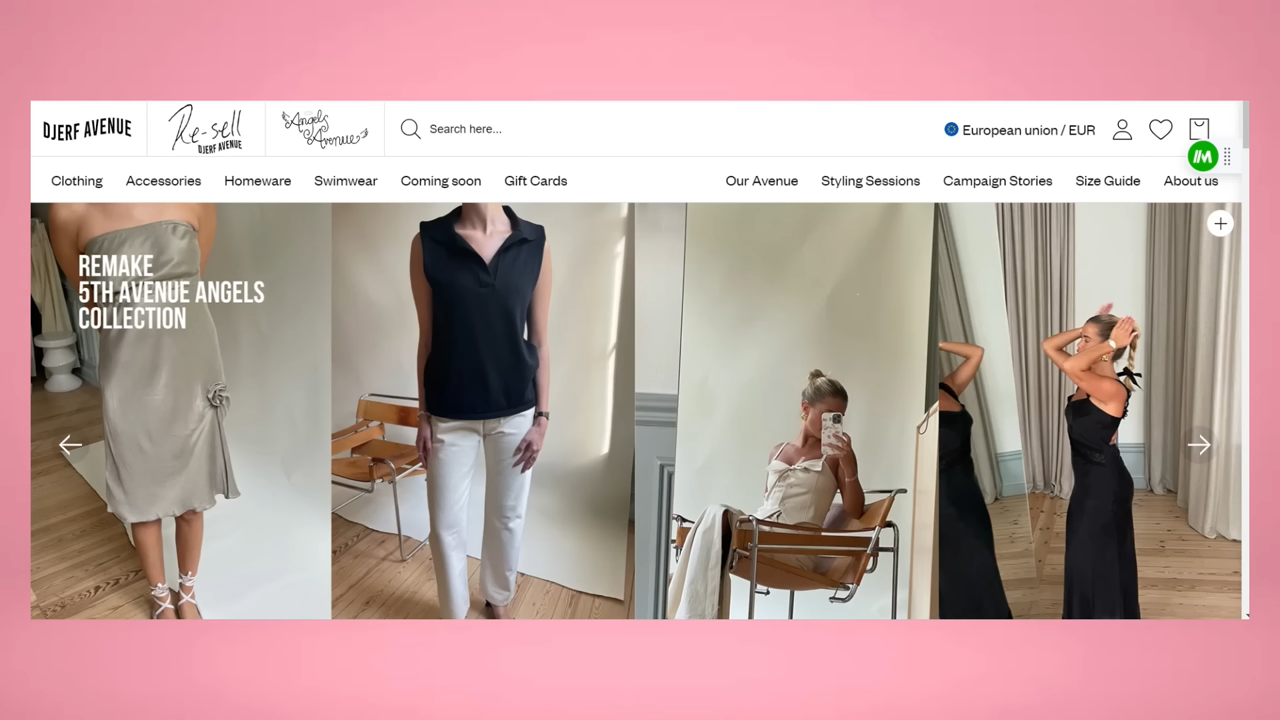 DJERF AVENUE
Re-sell
DJERF AVENUE
Angels
Avenue
Search here...
European union / EUR
Clothing Accessories Homeware Swimwear Coming soon Gift Cards Our Avenue Styling Sessions Campaign Stories Size Guide About us
REMAKE
5TH AVENUE ANGELS
COLLECTION